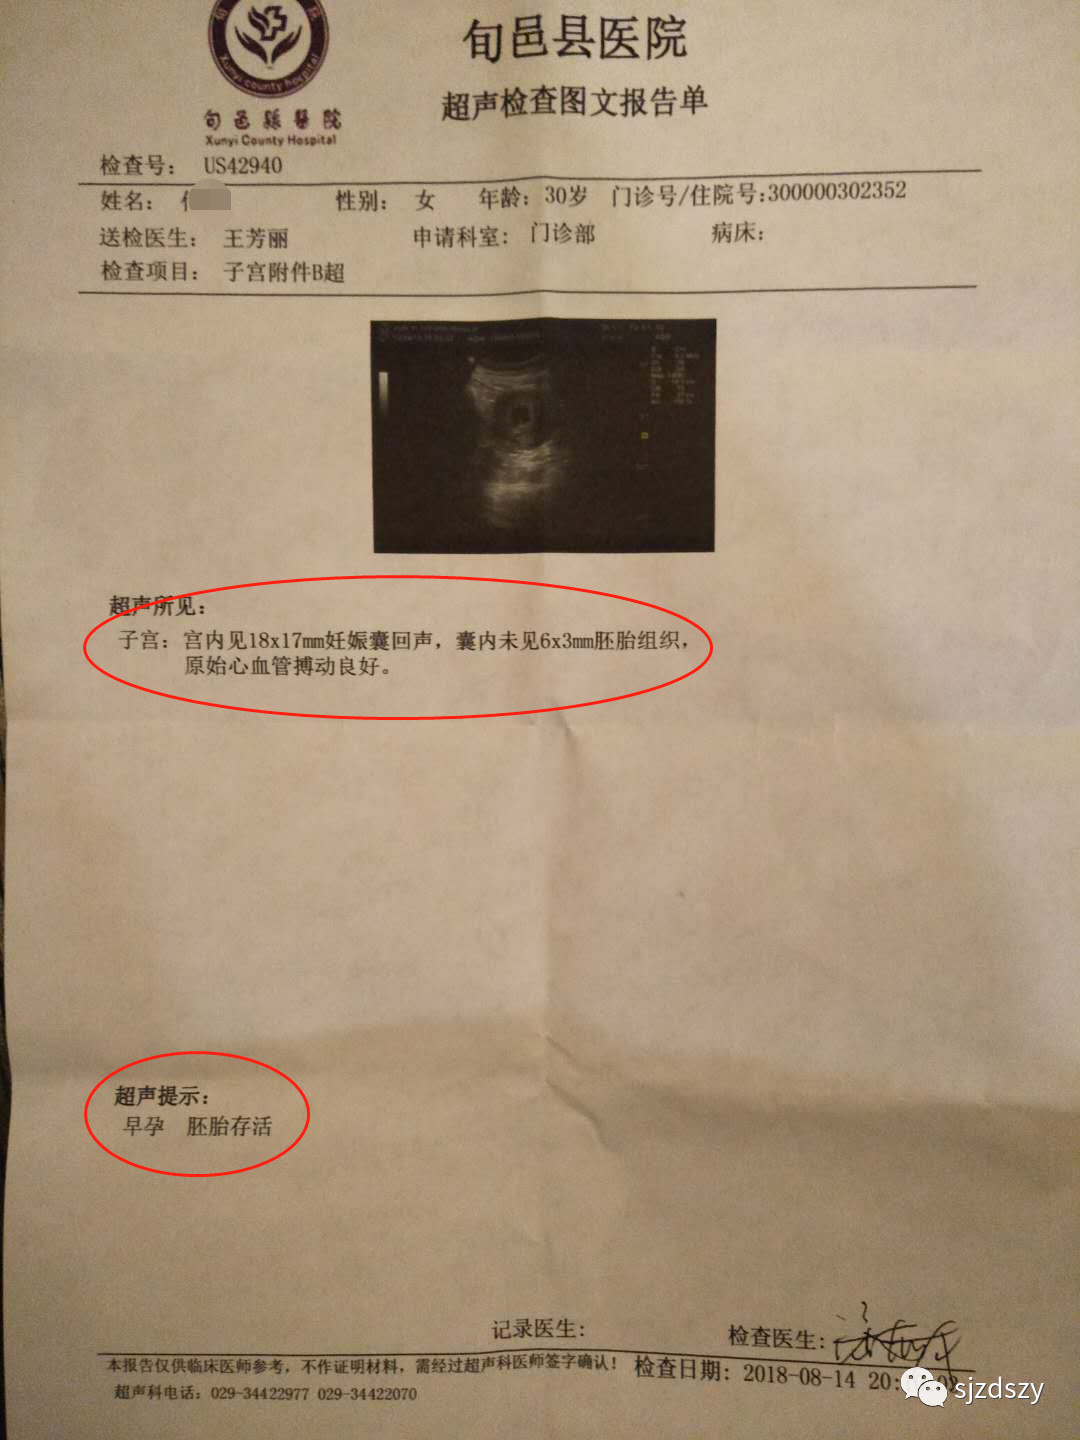 旬邑县医院
超声检查图文报告单
Xunyi county hospital
旬邑縣醫院
Xunyi County Hospital
检查号: US42940
姓名: 性别: 女 年龄: 30岁 门诊号/住院号:300000302352
送检医生: 王芳丽 申请科室: 门诊部 病床:
检查项目: 子宫附件B超
超声所见:
子宫: 宫内见18x17mm妊娠囊回声, 囊内未见6x3mm胚胎组织,
原始心血管搏动良好。
超声提示:
早孕 胚胎存活
记录医生: 检查医生:
本报告仅供临床医师参考, 不作证明材料, 需经过超声科医师签字确认! 检查日期: 2018-08-14 20:
超声科电话: 029-34422977 029-34422070
sjzdszy